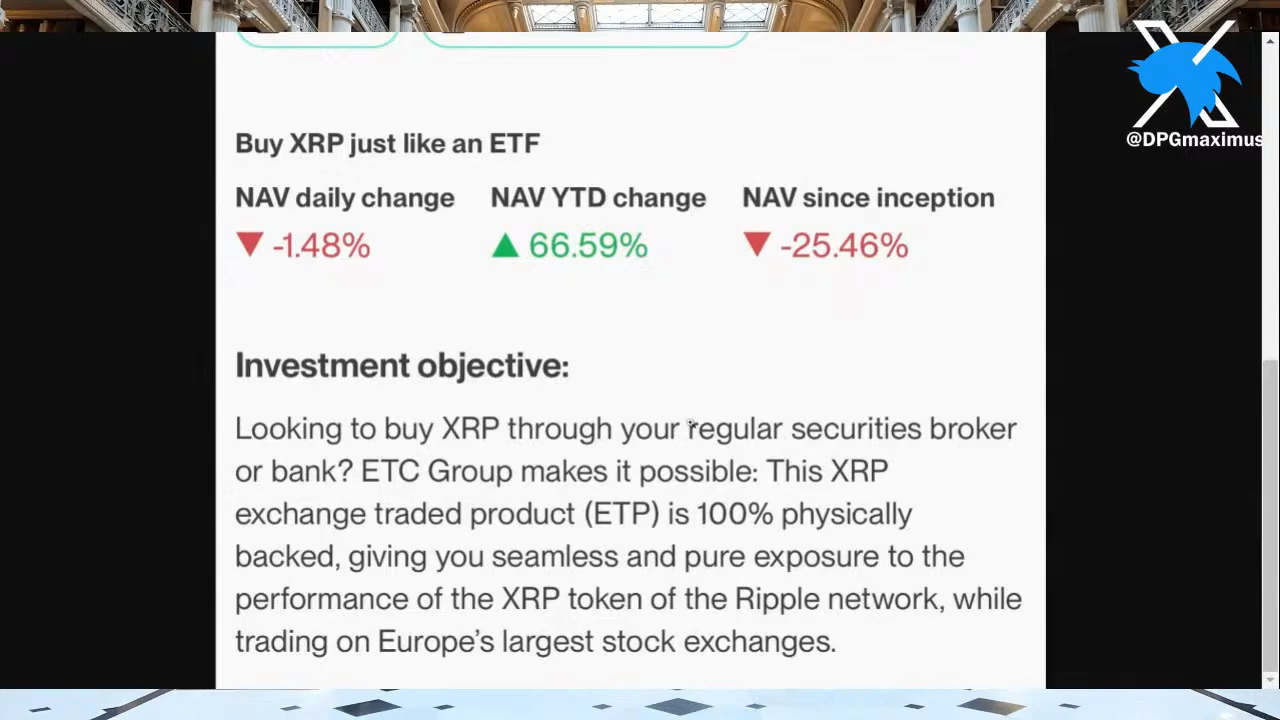 @DPGmaximus
Buy XRP just like an ETF
NAV daily change NAV YTD change NAV since inception
▼ -1.48% ▲ 66.59% ▼ -25.46%
Investment objective:
Looking to buy XRP through your regular securities broker
or bank? ETC Group makes it possible: This XRP
exchange traded product (ETP) is 100% physically
backed, giving you seamless and pure exposure to the
performance of the XRP token of the Ripple network, while
trading on Europe's largest stock exchanges.